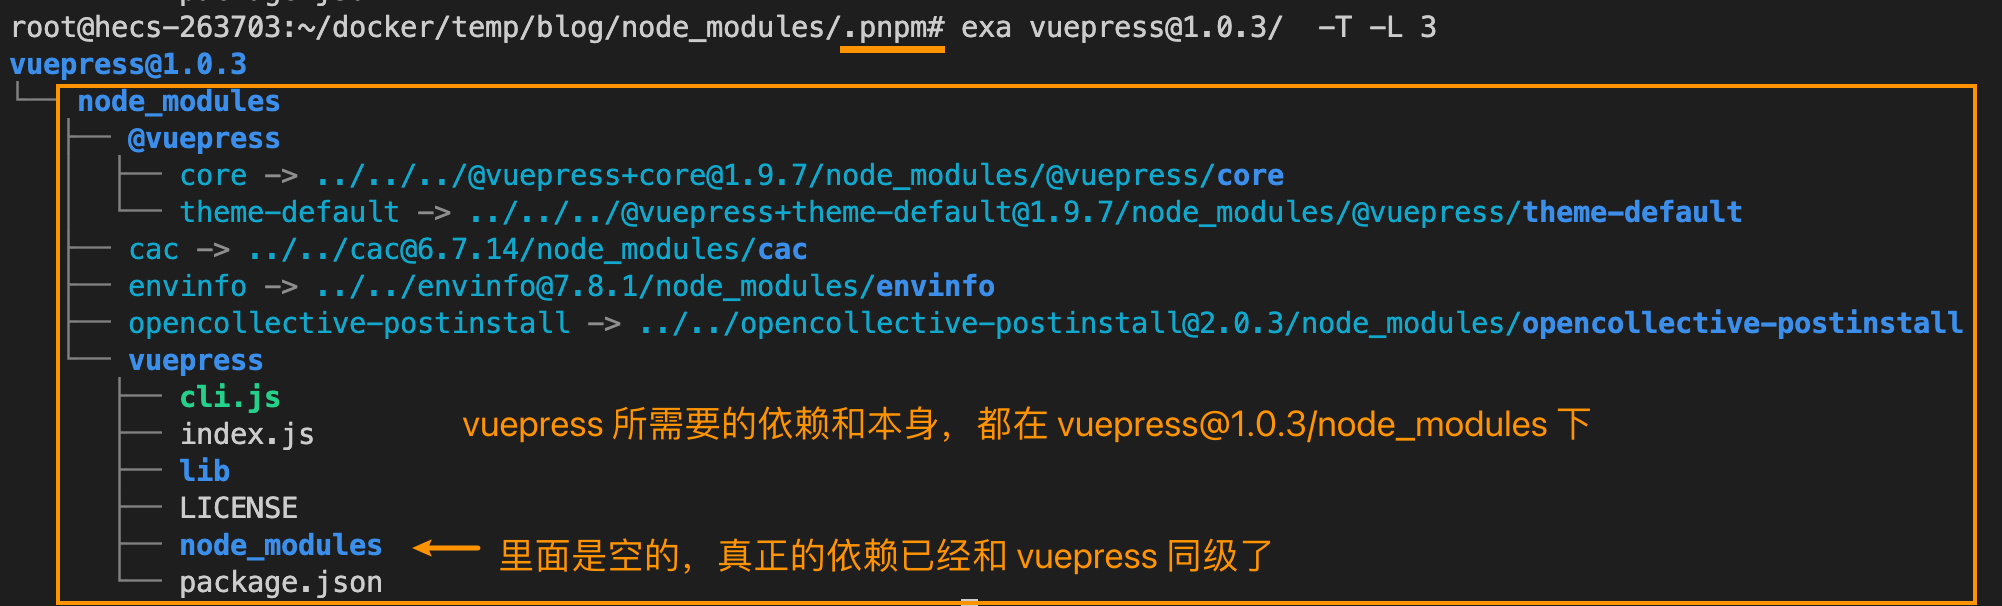 root@hecs-263703:~/docker/temp/blog/node_modules/.pnpm# exa vuepress@1.0.3/  -T -L 3
vuepress@1.0.3
└── node_modules
├── @vuepress
├── core -> ../../../@vuepress+core@1.9.7/node_modules/@vuepress/core
└── theme-default -> ../../../@vuepress+theme-default@1.9.7/node_modules/@vuepress/theme-default
├── cac -> ../../cac@6.7.14/node_modules/cac
├── envinfo -> ../../envinfo@7.8.1/node_modules/envinfo
├── opencollective-postinstall -> ../../opencollective-postinstall@2.0.3/node_modules/opencollective-postinstall
└── vuepress
├── cli.js
├── index.js
vuepress 所需要的依赖和本身，都在 vuepress@1.0.3/node_modules 下
├── lib
├── LICENSE
├── node_modules
里面是空的，真正的依赖已经和 vuepress 同级了
└── package.json